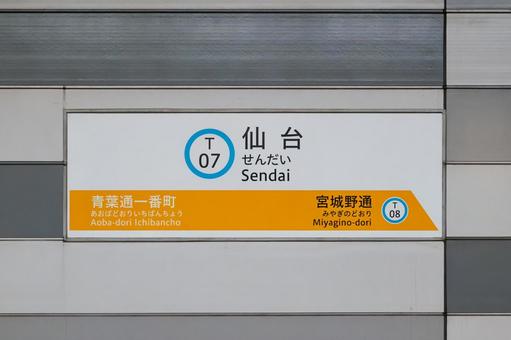 T
07
仙台
せんだい
Sendai
青葉通一番町
あおばどおりいちばんちょう
Aoba-dori Ichibancho
宮城野通
みやぎのどおり
Miyagino-dori
T
08